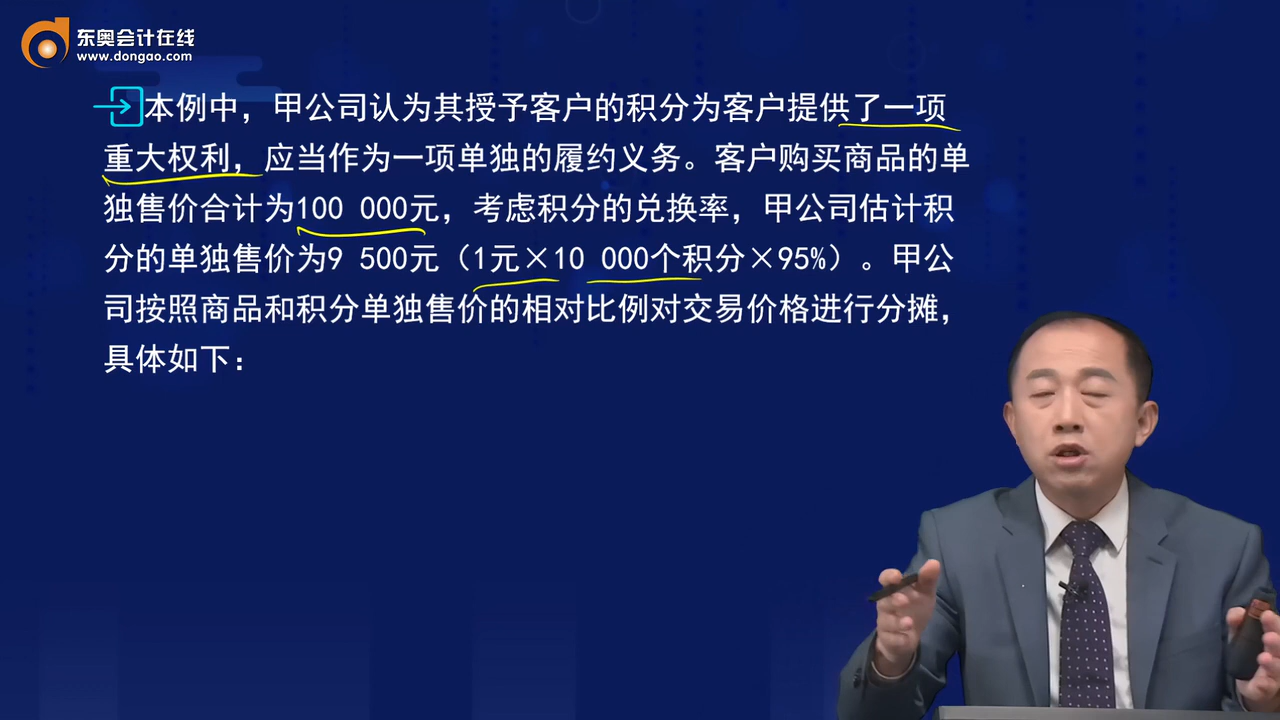 东奥会计在线
www.dongao.com
本例中，甲公司认为其授予客户的积分为客户提供了一项
重大权利，应当作为一项单独的履约义务。客户购买商品的单
独售价合计为100 000元，考虑积分的兑换率，甲公司估计积
分的单独售价为9 500元（1元×10 000个积分×95%）。甲公
司按照商品和积分单独售价的相对比例对交易价格进行分摊，
具体如下：